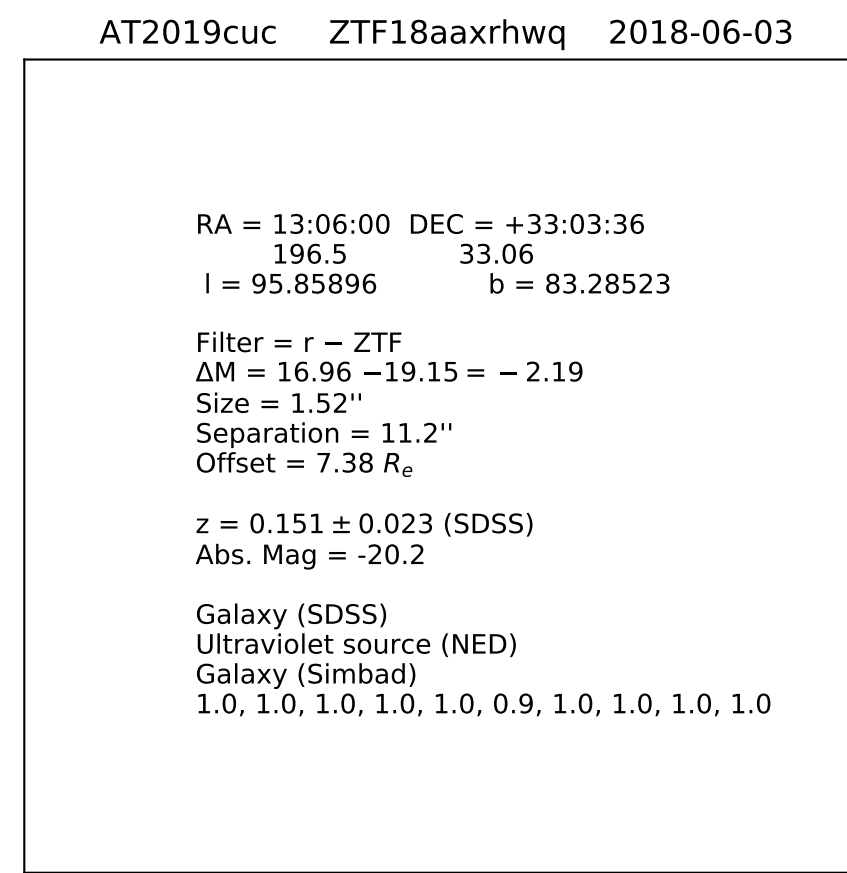 AT2019cuc ZTF18aaxrhwq 2018-06-03
RA = 13:06:00 DEC = +33:03:36
196.5 33.06
l = 95.85896 b = 83.28523
Filter = r − ZTF
ΔM = 16.96 −19.15 = − 2.19
Size = 1.52''
Separation = 11.2''
Offset = 7.38 Re
z = 0.151 ± 0.023 (SDSS)
Abs. Mag = -20.2
Galaxy (SDSS)
Ultraviolet source (NED)
Galaxy (Simbad)
1.0, 1.0, 1.0, 1.0, 1.0, 0.9, 1.0, 1.0, 1.0, 1.0